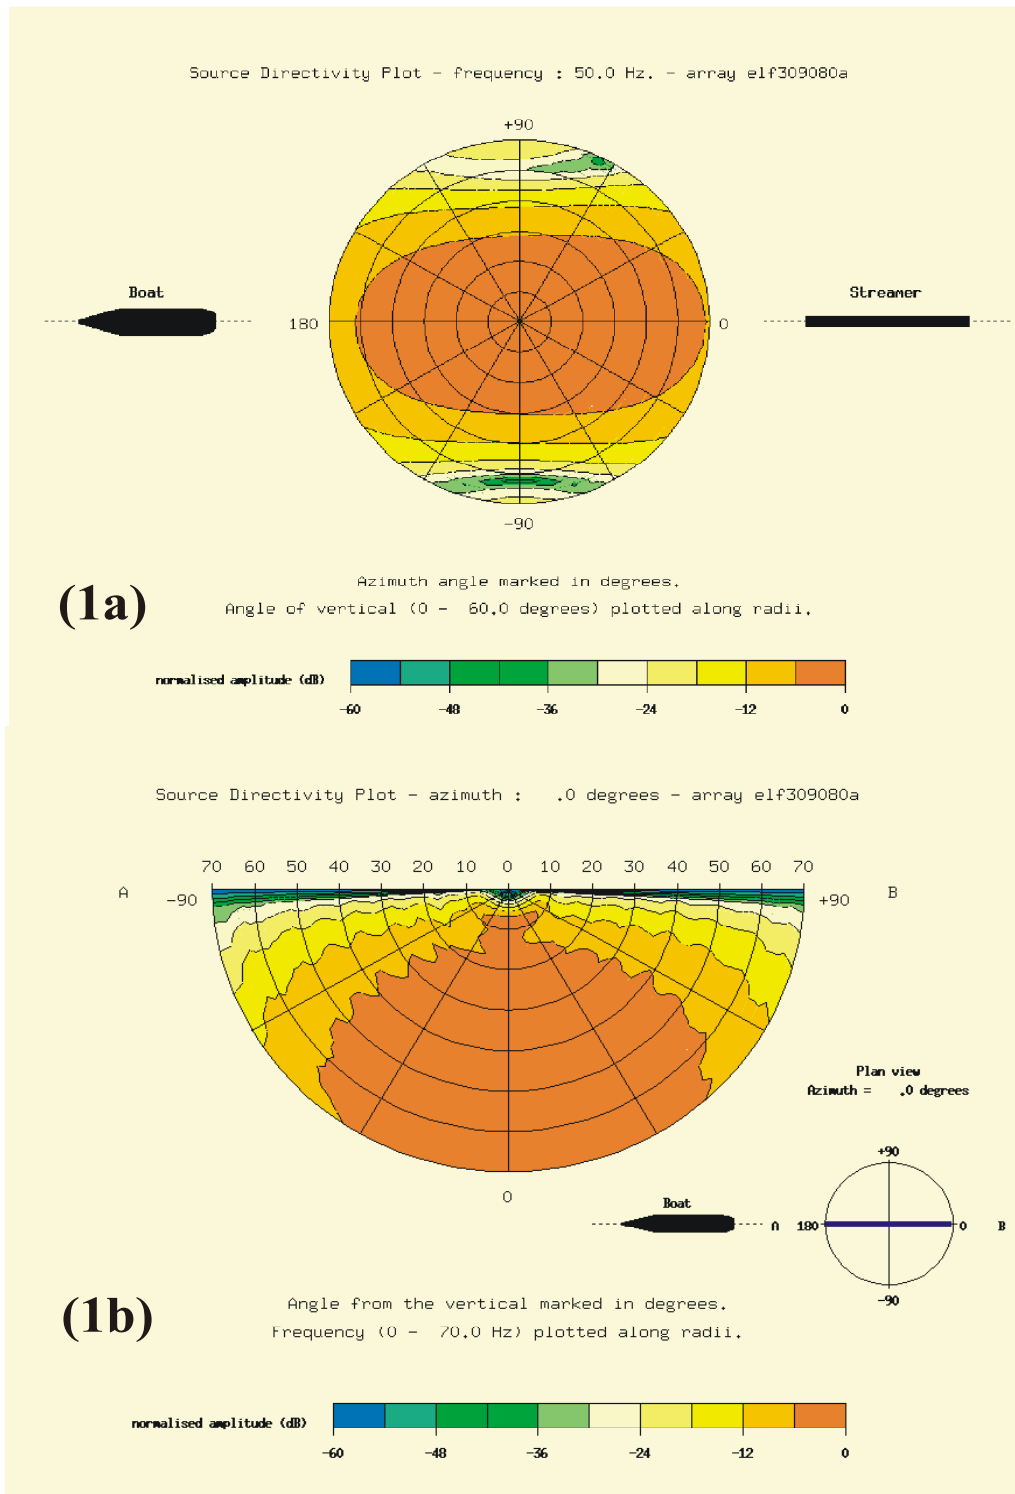 Source Directivity Plot - frequency : 50.0 Hz. - array elf309080a
+90
Boat
Streamer
180
0
-90
Azimuth angle marked in degrees.
(1a)
Angle of vertical (0 - 60.0 degrees) plotted along radii.
normalised amplitude (dB)
-60 -48 -36 -24 -12 0
Source Directivity Plot - azimuth : .0 degrees - array elf309080a
70 60 50 40 30 20 10 0 10 20 30 40 50 60 70
A
B
-90
+90
Plan view
Azimuth = .0 degrees
+90
0
Boat
A 180 0 B
-90
(1b)
Angle from the vertical marked in degrees.
Frequency (0 - 70.0 Hz) plotted along radii.
normalised amplitude (dB)
-60 -48 -36 -24 -12 0